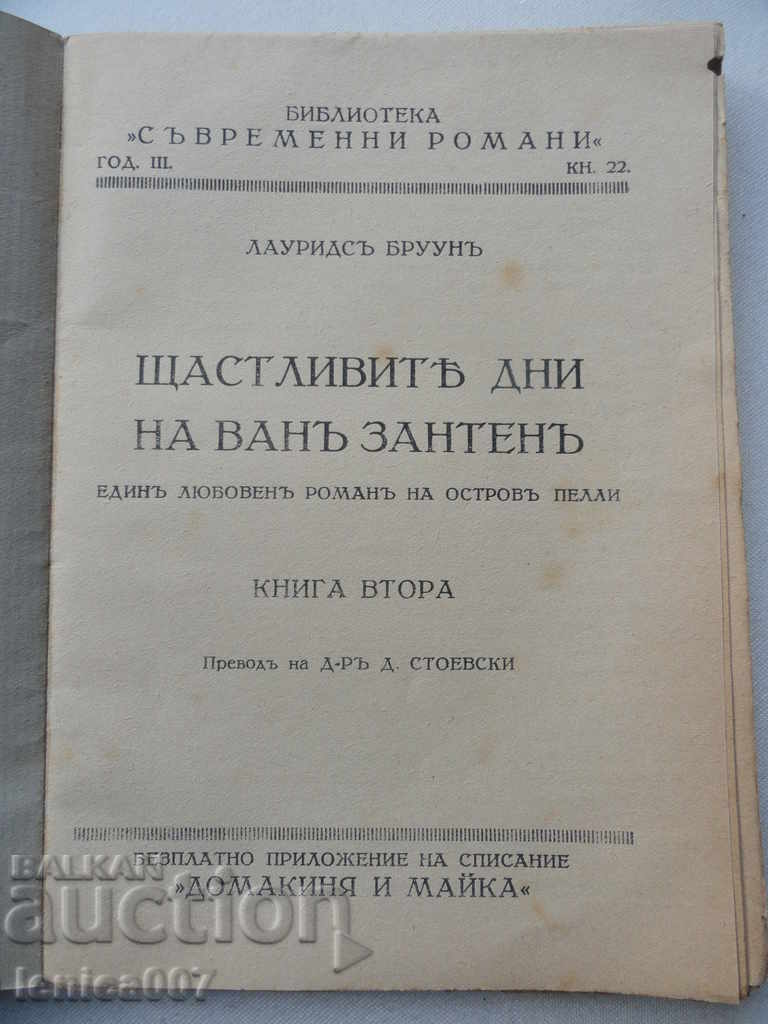 БИБЛИОТЕКА
»СЪВРЕМЕННИ РОМАНИ«
ГОД. III. КН. 22.
ЛАУРИДСЪ БРУУНЪ
ЩАСТЛИВИТѢ ДНИ
НА ВАНЪ ЗАНТЕНЪ
ЕДИНЪ ЛЮБОВЕНЪ РОМАНЪ НА ОСТРОВЪ ПЕЛЛИ
КНИГА ВТОРА
Преводъ на Д-РЪ Д. СТОЕВСКИ
БЕЗПЛАТНО ПРИЛОЖЕНИЕ НА СПИСАНИЕ
»ДОМАКИНЯ И МАЙКА«
BALKAN
auction
lenica007